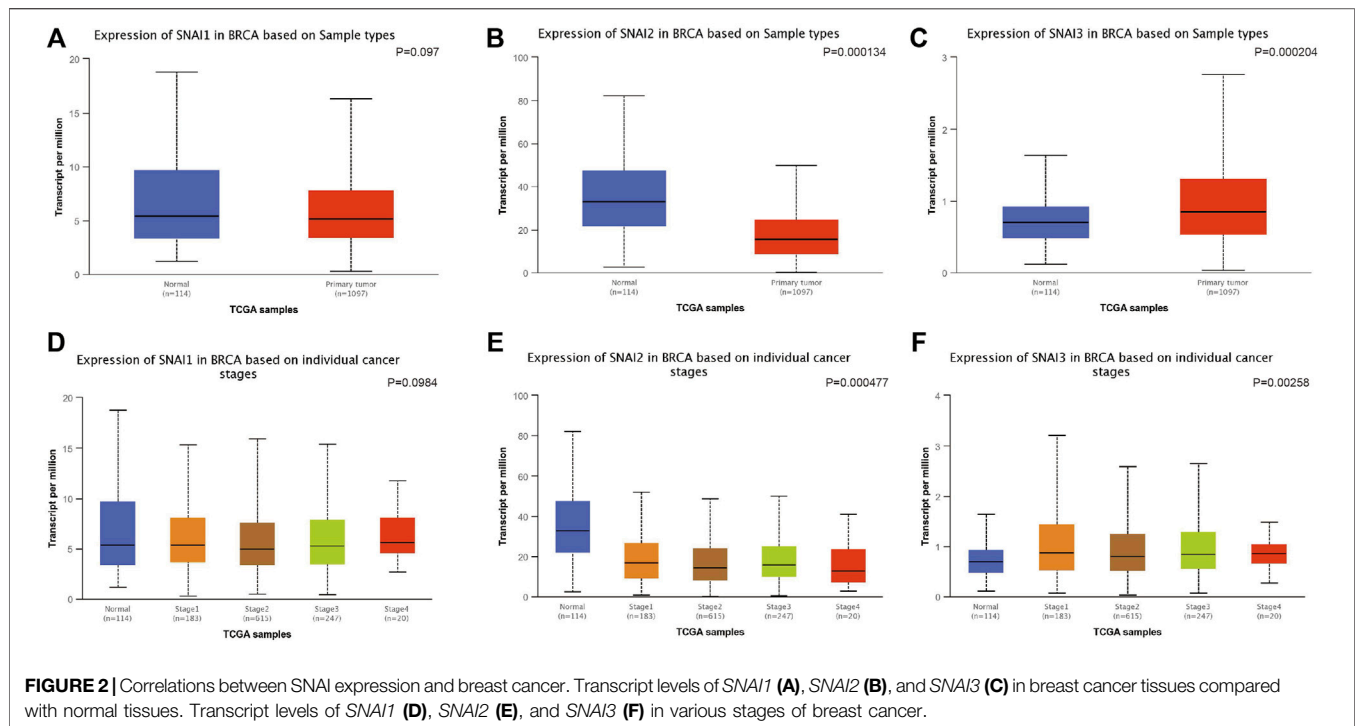 A
Expression of SNAI1 in BRCA based on Sample types
P=0.097
Transcript per million
20
15
10
5
0
Normal
(n=114)
Primary tumor
(n=1097)
TCGA samples
B
Expression of SNAI2 in BRCA based on Sample types
P=0.000134
Transcript per million
100
80
60
40
20
0
Normal
(n=114)
Primary tumor
(n=1097)
TCGA samples
C
Expression of SNAI3 in BRCA based on Sample types
P=0.000204
Transcript per million
3
2
1
0
Normal
(n=114)
Primary tumor
(n=1097)
TCGA samples
D
Expression of SNAI1 in BRCA based on individual cancer
stages
P=0.0984
Transcript per million
20
15
10
5
0
Normal
(n=114)
Stage1
(n=183)
Stage2
(n=615)
Stage3
(n=247)
Stage4
(n=20)
TCGA samples
E
Expression of SNAI2 in BRCA based on individual cancer
stages
P=0.000477
Transcript per million
100
80
60
40
20
0
Normal
(n=114)
Stage1
(n=183)
Stage2
(n=615)
Stage3
(n=247)
Stage4
(n=20)
TCGA samples
F
Expression of SNAI3 in BRCA based on individual cancer
stages
P=0.00258
Transcript per million
4
3
2
1
0
Normal
(n=114)
Stage1
(n=183)
Stage2
(n=615)
Stage3
(n=247)
Stage4
(n=20)
TCGA samples
FIGURE 2 | Correlations between SNAI expression and breast cancer. Transcript levels of SNAI1 (A), SNAI2 (B), and SNAI3 (C) in breast cancer tissues compared
with normal tissues. Transcript levels of SNAI1 (D), SNAI2 (E), and SNAI3 (F) in various stages of breast cancer.